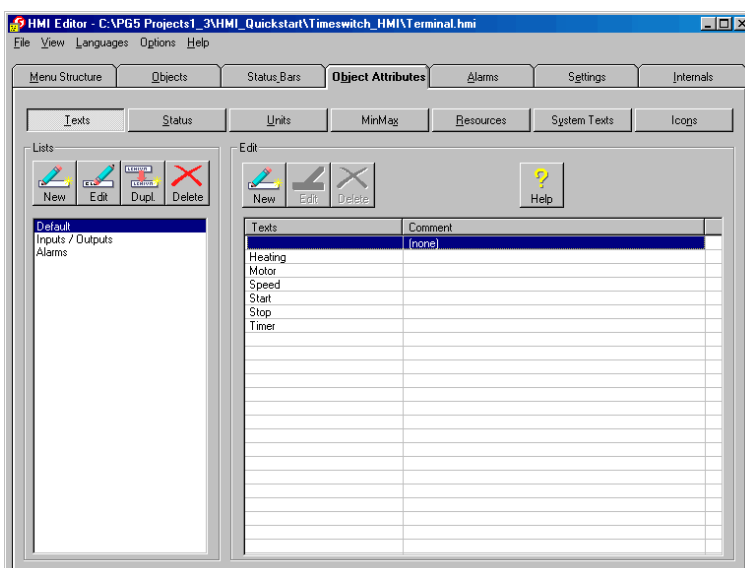 HMI Editor - C:\PG5 Projects1_3\HMI_Quickstart\Timeswitch_HMI\Terminal.hmi
File View Languages Options Help
Menu Structure Objects Status Bars Object Attributes Alarms Settings Internals
Texts Status Units MinMax Resources System Texts Icons
Lists Edit
New Edit Dupl. Delete New Edit Delete Help
Default
Inputs / Outputs
Alarms
Texts Comment
(none)
Heating
Motor
Speed
Start
Stop
Timer